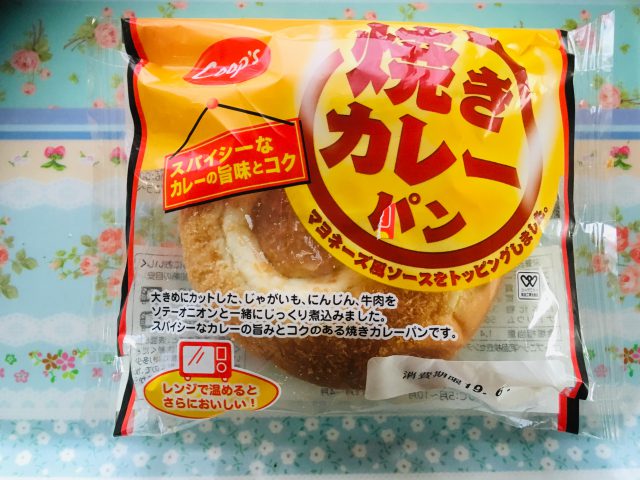 Coop's
焼き
カレー
パン
スパイシーな
カレーの旨味とコク
マヨネーズ風ソースをトッピングしました。
大きめにカットした、じゃがいも、にんじん、牛肉を
ソテーオニオンと一緒にじっくり煮込みました。
スパイシーなカレーの旨みとコクのある焼きカレーパンです。
レンジで温めると
さらにおいしい！
消費期限19.